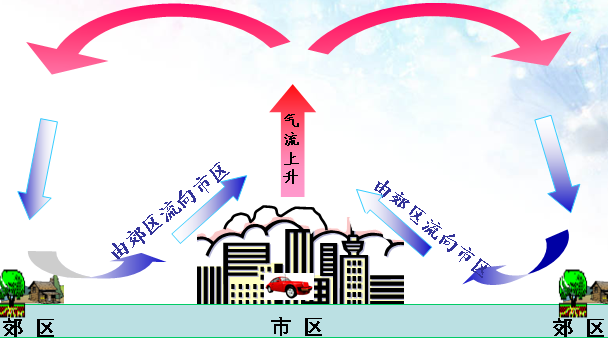 气流上升
由郊区流向市区
由郊区流向市区
郊 区
市 区
郊 区